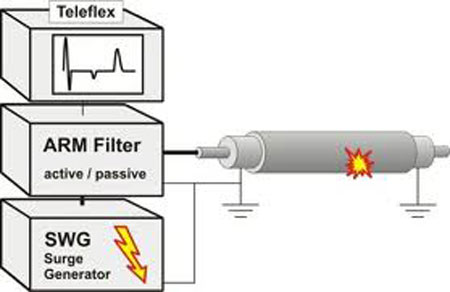 Teleflex
ARM Filter
active / passive
SWG
Surge
Generator